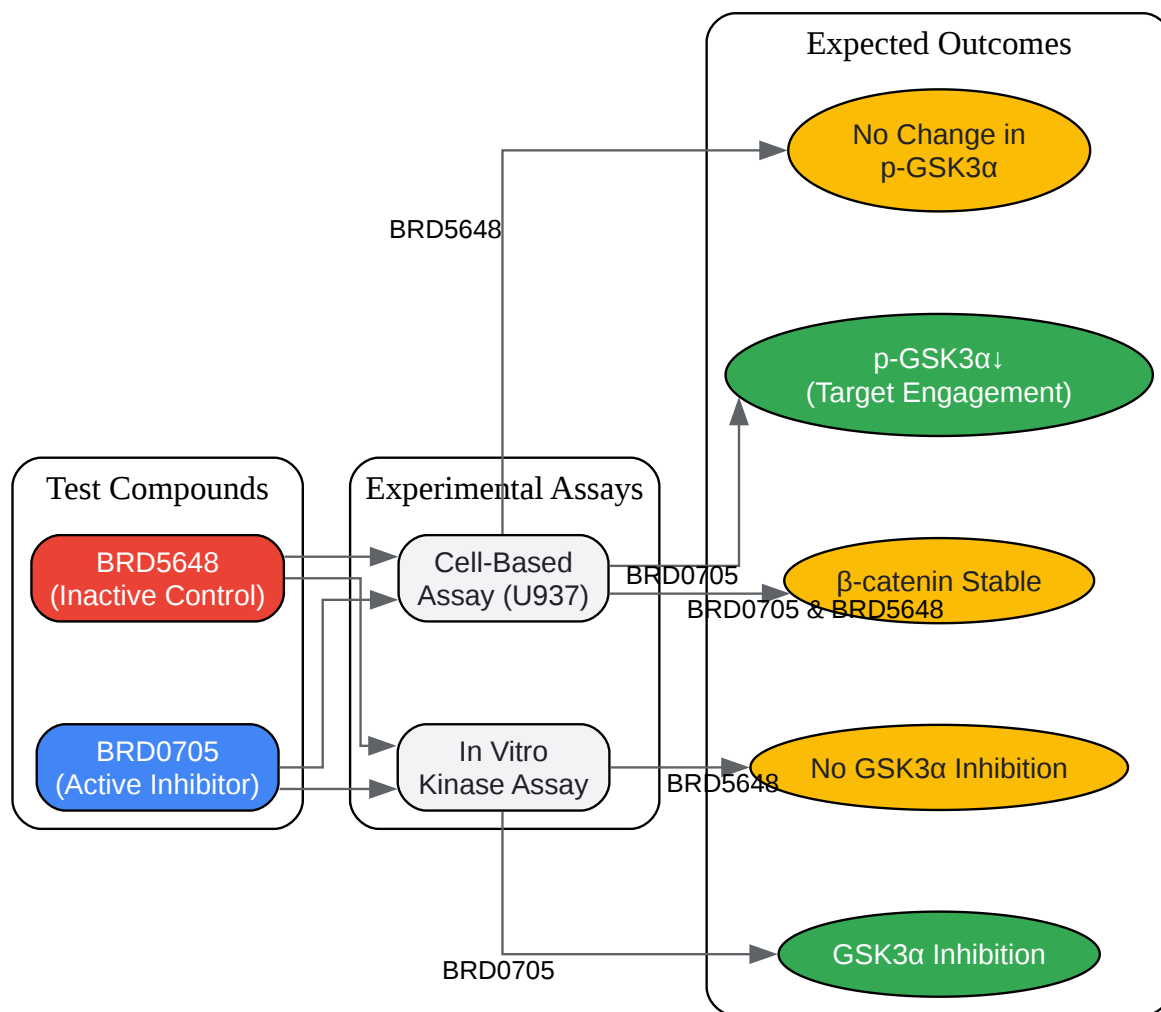 Expected Outcomes
No Change in
p-GSK3α
BRD5648
p-GSK3α↓
(Target Engagement)
Test Compounds
Experimental Assays
BRD5648
(Inactive Control)
Cell-Based
Assay (U937)
BRD0705
β-catenin Stable
BRD0705 & BRD5648
BRD0705
(Active Inhibitor)
In Vitro
Kinase Assay
No GSK3α Inhibition
BRD5648
GSK3α Inhibition
BRD0705